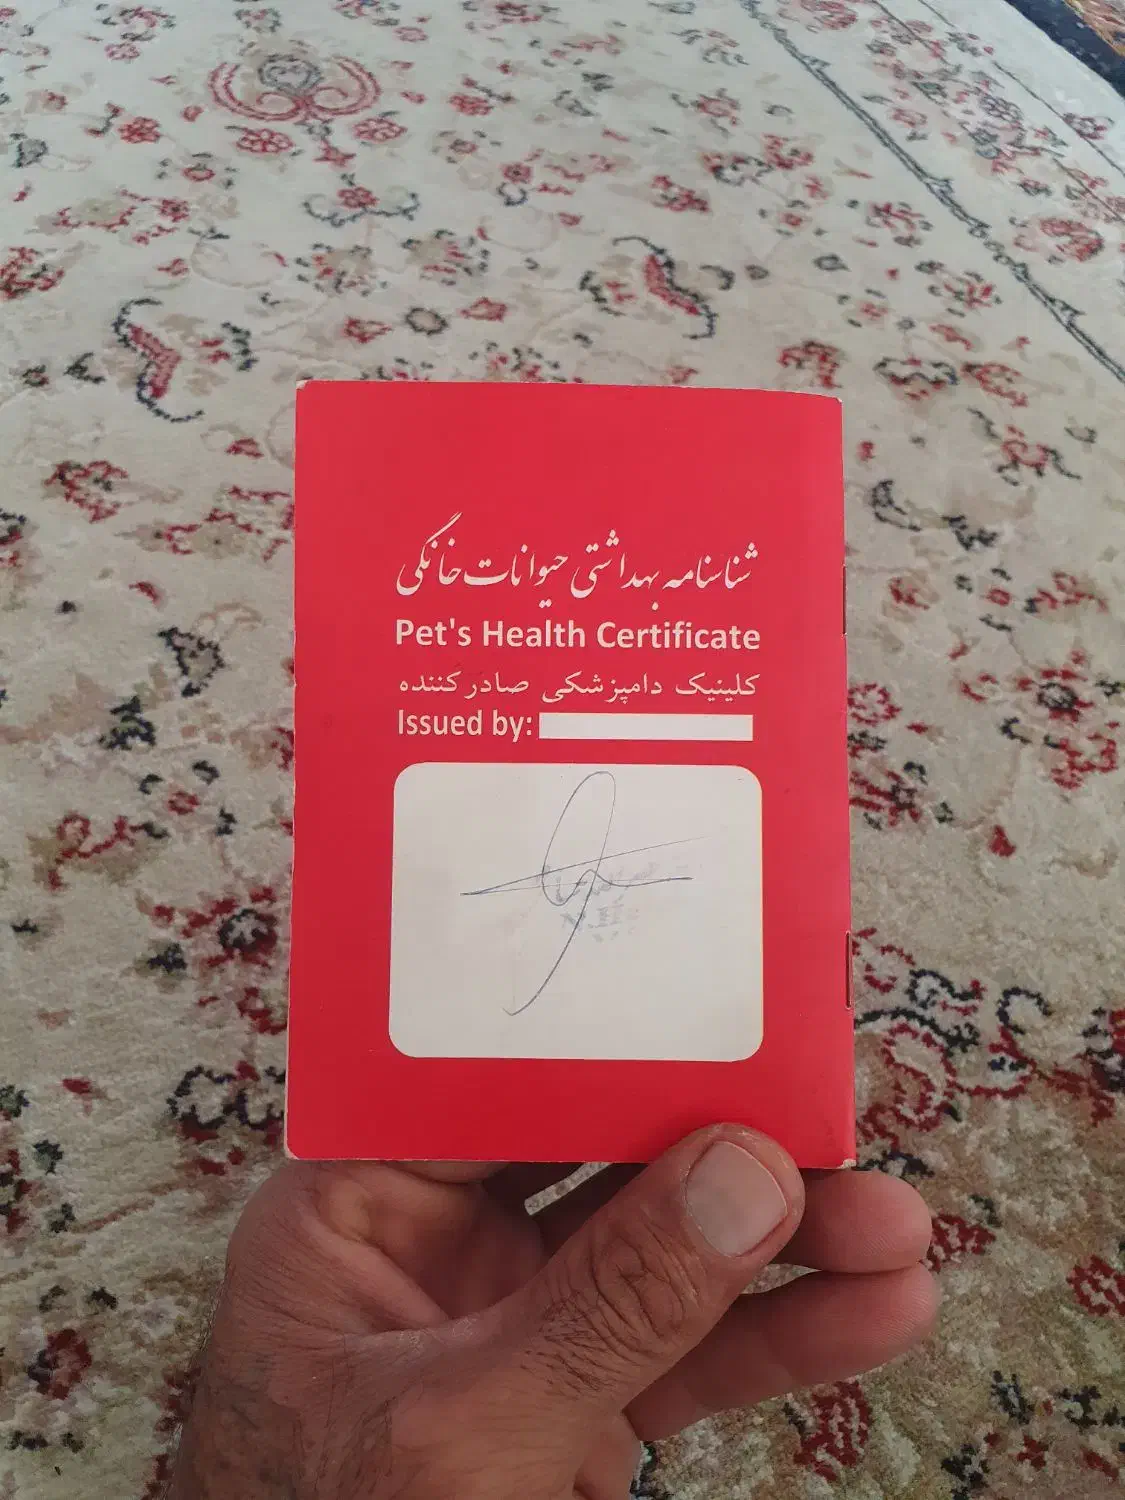 شناسنامه بهداشتی حیوانات خانگی
Pet's Health Certificate
کلینیک دامپزشکی صادر کننده
Issued by: